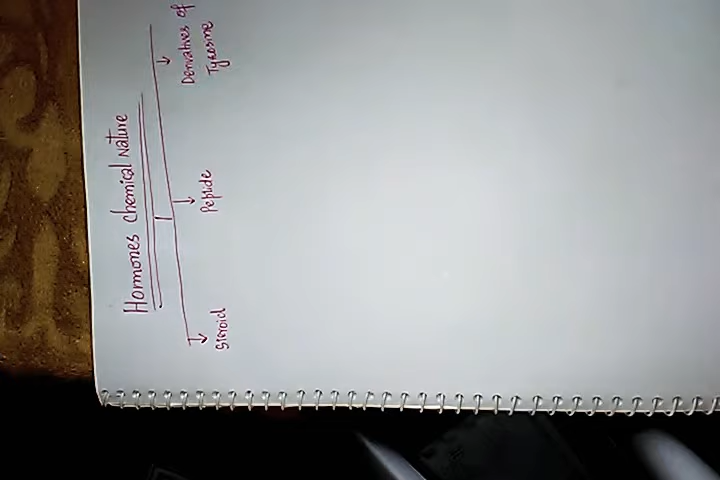 Hormones Chemical Nature
Steroid
Peptide
Derivatives of
Tyrosine